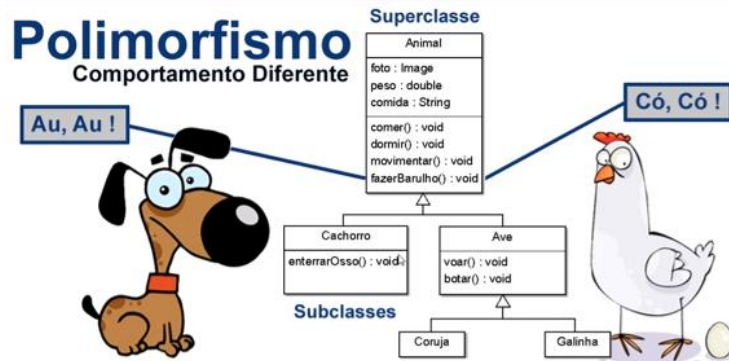 Polimorfismo
Comportamento Diferente
Superclasse
Animal
foto : Image
peso : double
comida : String
comer() : void
dormir() : void
movimentar() : void
fazerBarulho() : void
Au, Au !
Có, Có !
Cachorro
enterrarOsso() : void
Ave
voar() : void
botar() : void
Subclasses
Coruja
Galinha